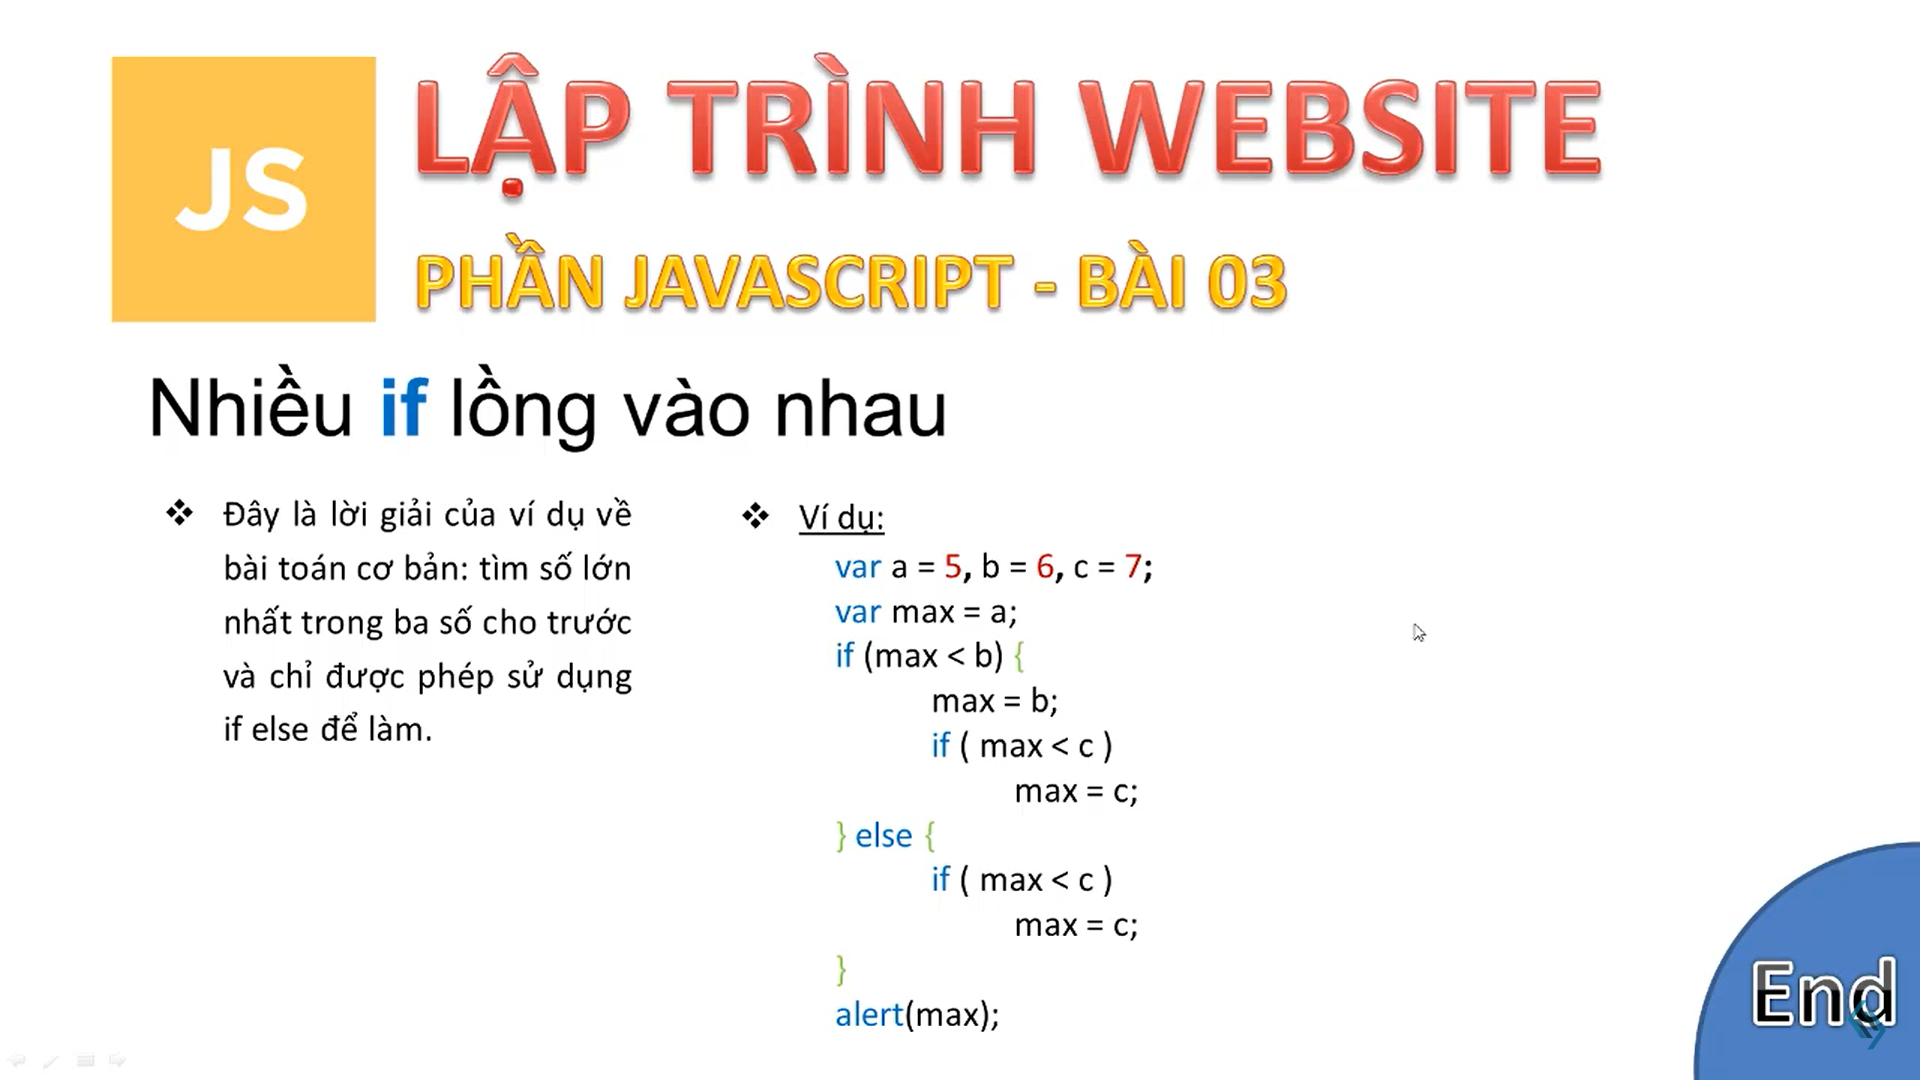 JS
LẬP TRÌNH WEBSITE
PHẦN JAVASCRIPT - BÀI 03
Nhiều if lồng vào nhau
❖ Đây là lời giải của ví dụ về
bài toán cơ bản: tìm số lớn
nhất trong ba số cho trước
và chỉ được phép sử dụng
if else để làm.
❖ Ví dụ:
var a = 5, b = 6, c = 7;
var max = a;
if (max < b) {
max = b;
if ( max < c )
max = c;
} else {
if ( max < c )
max = c;
}
alert(max);
End